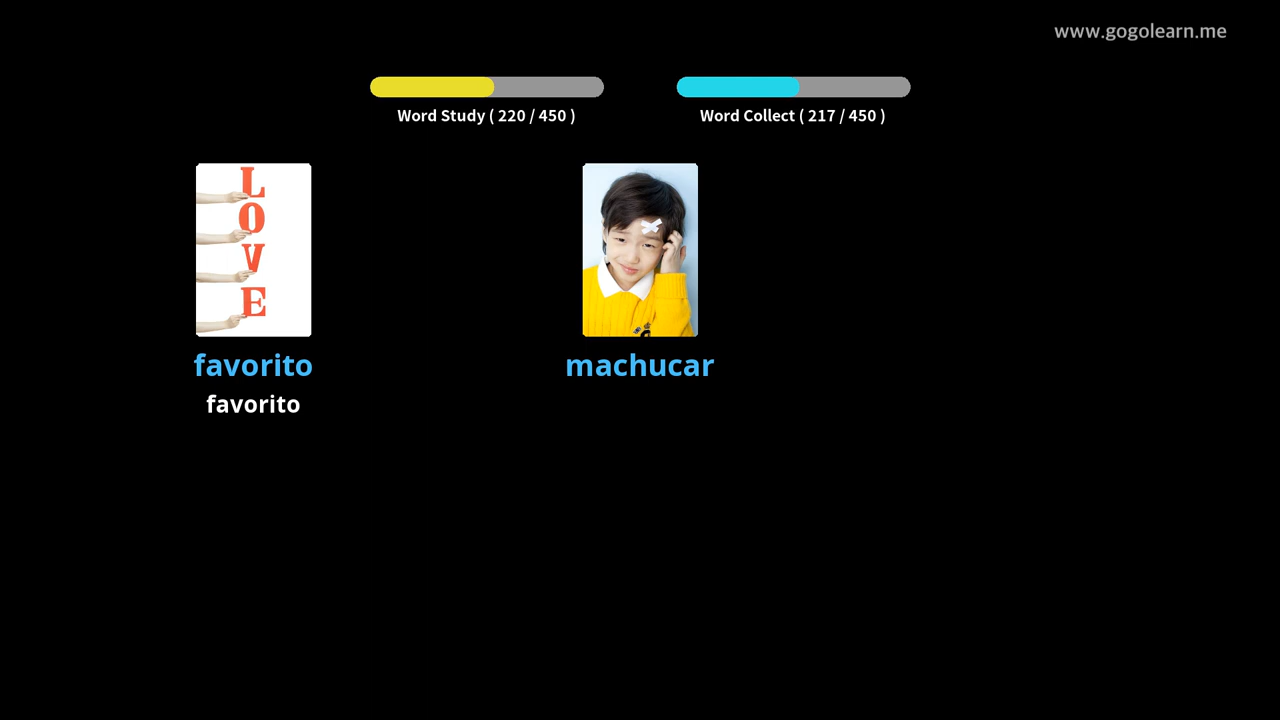 www.gogolearn.me
Word Study ( 220 / 450 )
Word Collect ( 217 / 450 )
L
O
V
E
favorito
favorito
machucar